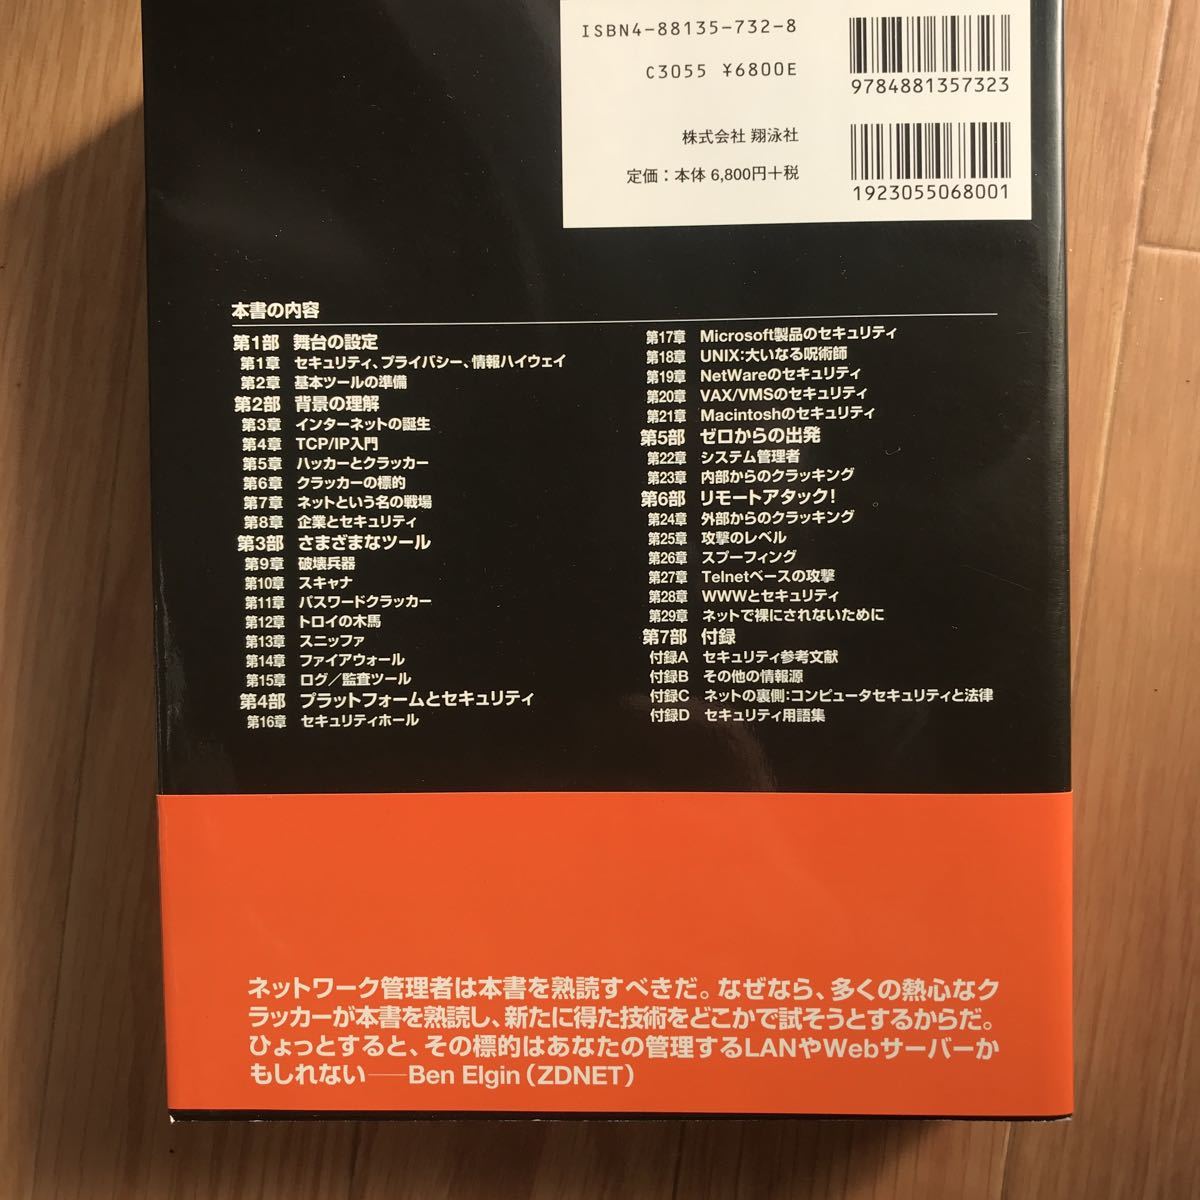 ISBN4-88135-732-8
C3055 ¥6800E
9784881357323
株式会社 翔泳社
定価：本体 6,800円＋税
1923055068001
本書の内容
第1部 舞台の設定
第1章 セキュリティ、プライバシー、情報ハイウェイ
第2章 基本ツールの準備
第2部 背景の理解
第3章 インターネットの誕生
第4章 TCP/IP入門
第5章 ハッカーとクラッカー
第6章 クラッカーの標的
第7章 ネットという名の戦場
第8章 企業とセキュリティ
第3部 さまざまなツール
第9章 破壊兵器
第10章 スキャナ
第11章 パスワードクラッカー
第12章 トロイの木馬
第13章 スニッファ
第14章 ファイアウォール
第15章 ログ／監査ツール
第4部 プラットフォームとセキュリティ
第16章 セキュリティホール
第17章 Microsoft製品のセキュリティ
第18章 UNIX：大いなる呪術師
第19章 NetWareのセキュリティ
第20章 VAX/VMSのセキュリティ
第21章 Macintoshのセキュリティ
第5部 ゼロからの出発
第22章 システム管理者
第23章 内部からのクラッキング
第6部 リモートアタック！
第24章 外部からのクラッキング
第25章 攻撃のレベル
第26章 スプーフィング
第27章 Telnetベースの攻撃
第28章 WWWとセキュリティ
第29章 ネットで裸にされないために
第7部 付録
付録A セキュリティ参考文献
付録B その他の情報源
付録C ネットの裏側：コンピュータセキュリティと法律
付録D セキュリティ用語集
ネットワーク管理者は本書を熟読すべきだ。なぜなら、多くの熱心なク
ラッカーが本書を熟読し、新たに得た技術をどこかで試そうとするからだ。
ひょっとすると、その標的はあなたの管理するLANやWebサーバーか
もしれない──Ben Elgin（ZDNET）